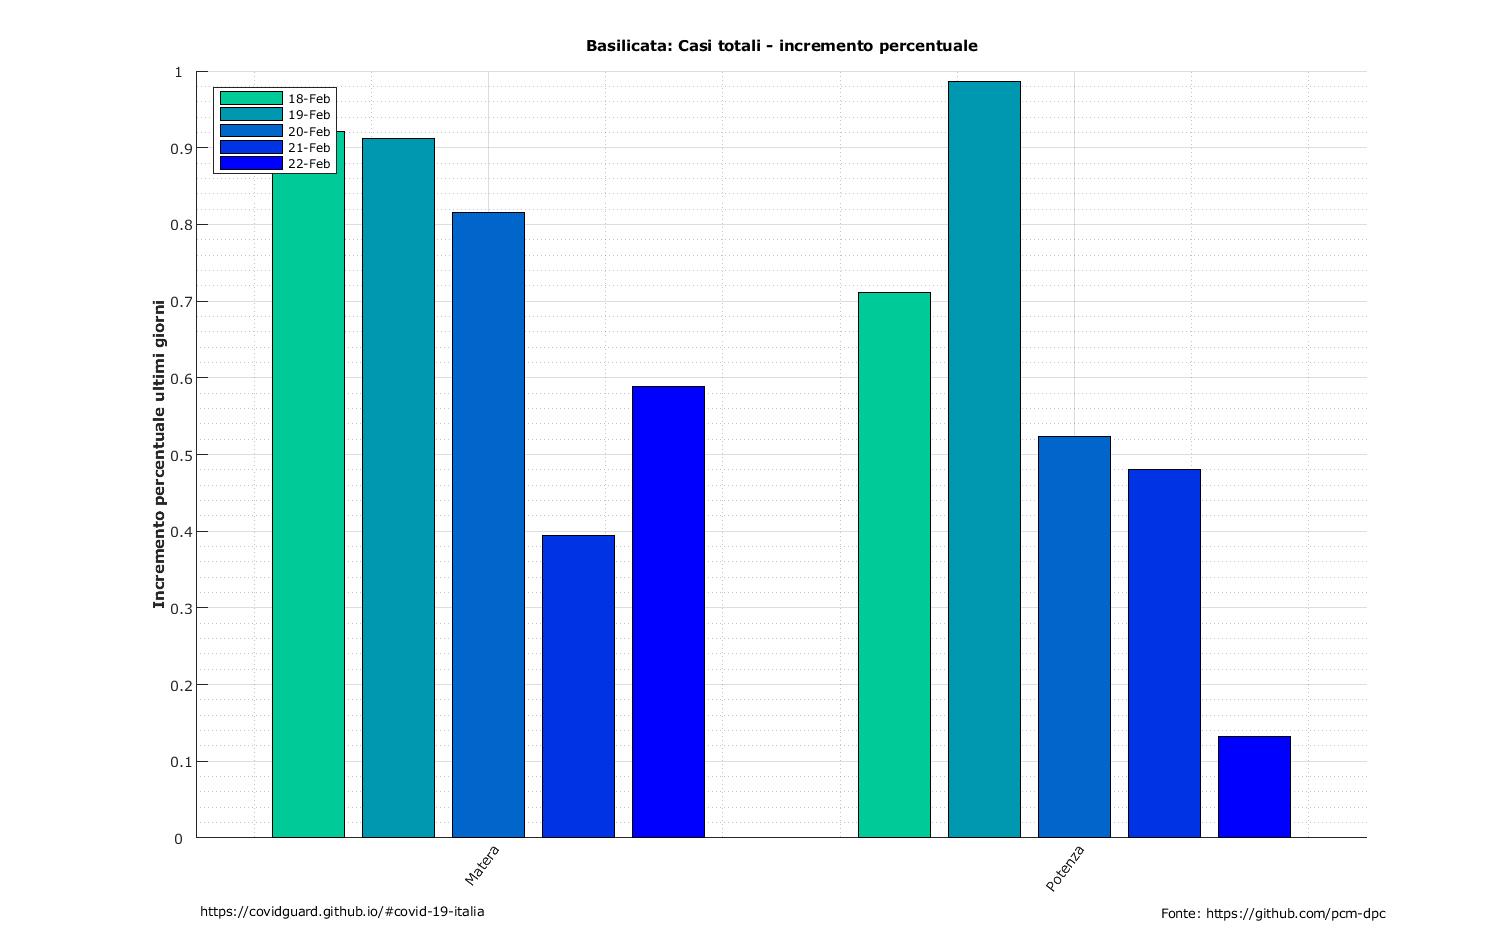 Basilicata: Casi totali - incremento percentuale
Incremento percentuale ultimi giorni
1
0.9
0.8
0.7
0.6
0.5
0.4
0.3
0.2
0.1
0
18-Feb
19-Feb
20-Feb
21-Feb
22-Feb
Matera
Potenza
https://covidguard.github.io/#covid-19-italia
Fonte: https://github.com/pcm-dpc